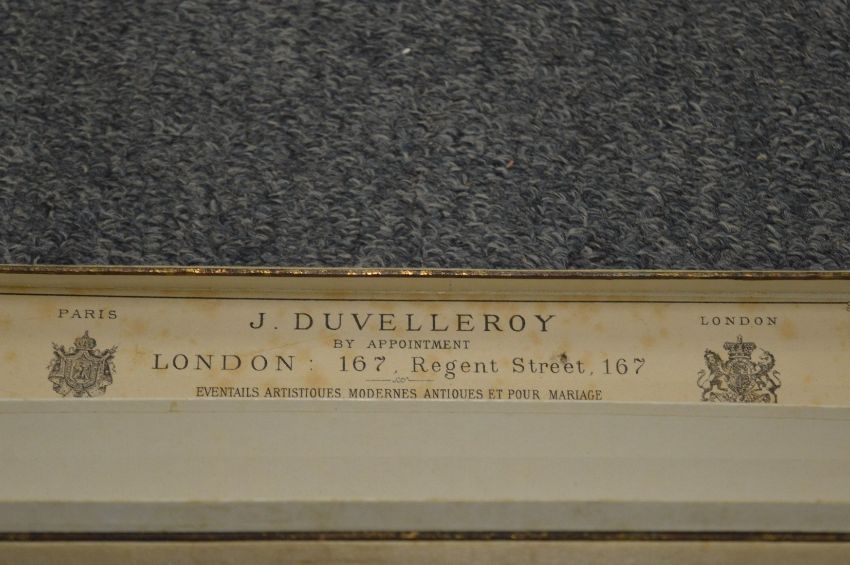 PARIS
J. DUVELLEROY
LONDON
BY APPOINTMENT
LONDON: 167, Regent Street, 167
EVENTAILS ARTISTIQUES MODERNES ANTIQUES ET POUR MARIAGE